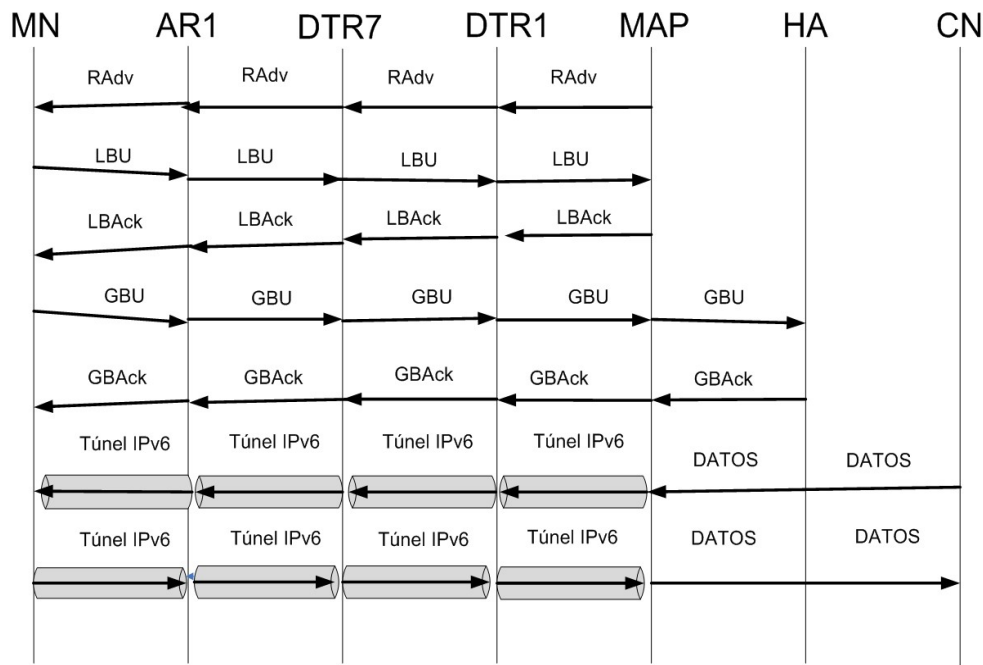 MN AR1 DTR7 DTR1 MAP HA CN
RAdv RAdv RAdv RAdv
LBU LBU LBU LBU
LBAck LBAck LBAck LBAck
GBU GBU GBU GBU GBU
GBAck GBAck GBAck GBAck GBAck
Túnel IPv6 Túnel IPv6 Túnel IPv6 Túnel IPv6 DATOS DATOS
Túnel IPv6 Túnel IPv6 Túnel IPv6 Túnel IPv6 DATOS DATOS